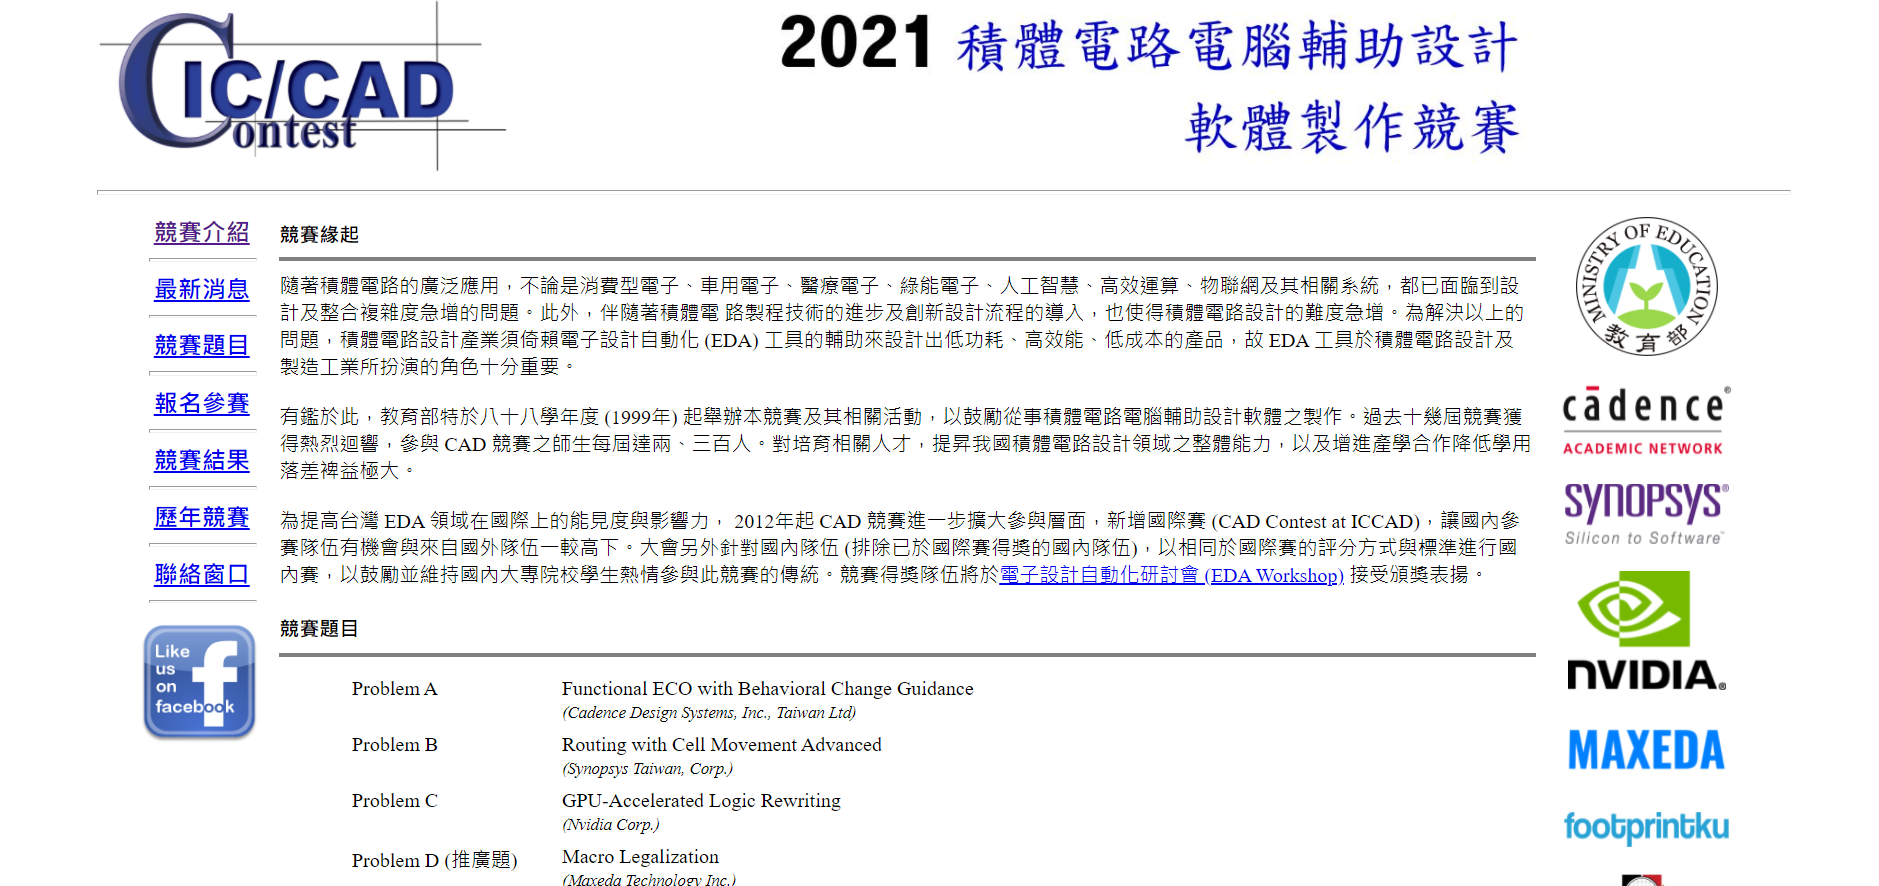 IC/CAD
Contest
2021 積體電路電腦輔助設計
軟體製作競賽
競賽介紹
最新消息
競賽題目
報名參賽
競賽結果
歷年競賽
聯絡窗口
Like
us
on
facebook
競賽緣起
隨著積體電路的廣泛應用，不論是消費型電子、車用電子、醫療電子、綠能電子、人工智慧、高效運算、物聯網及其相關系統，都已面臨到設
計及整合複雜度急增的問題。此外，伴隨著積體電 路製程技術的進步及創新設計流程的導入，也使得積體電路設計的難度急增。為解決以上的
問題，積體電路設計產業須倚賴電子設計自動化 (EDA) 工具的輔助來設計出低功耗、高效能、低成本的產品，故 EDA 工具於積體電路設計及
製造工業所扮演的角色十分重要。
有鑑於此，教育部特於八十八學年度 (1999年) 起舉辦本競賽及其相關活動，以鼓勵從事積體電路電腦輔助設計軟體之製作。過去十幾屆競賽獲
得熱烈迴響，參與 CAD 競賽之師生每屆達兩、三百人。對培育相關人才，提昇我國積體電路設計領域之整體能力，以及增進產學合作降低學用
落差裨益極大。
為提高台灣 EDA 領域在國際上的能見度與影響力， 2012年起 CAD 競賽進一步擴大參與層面，新增國際賽 (CAD Contest at ICCAD)，讓國內參
賽隊伍有機會與來自國外隊伍一較高下。大會另外針對國內隊伍 (排除已於國際賽得獎的國內隊伍)，以相同於國際賽的評分方式與標準進行國
內賽，以鼓勵並維持國內大專院校學生熱情參與此競賽的傳統。競賽得獎隊伍將於電子設計自動化研討會 (EDA Workshop) 接受頒獎表揚。
競賽題目
Problem A Functional ECO with Behavioral Change Guidance
(Cadence Design Systems, Inc., Taiwan Ltd)
Problem B Routing with Cell Movement Advanced
(Synopsys Taiwan, Corp.)
Problem C GPU-Accelerated Logic Rewriting
(Nvidia Corp.)
Problem D (推廣題) Macro Legalization
(Maxeda Technology Inc.)
MINISTRY OF EDUCATION
教育部
cādence®
ACADEMIC NETWORK
SYNOPSYS®
Silicon to Software™
NVIDIA®
MAXEDA
footprintku